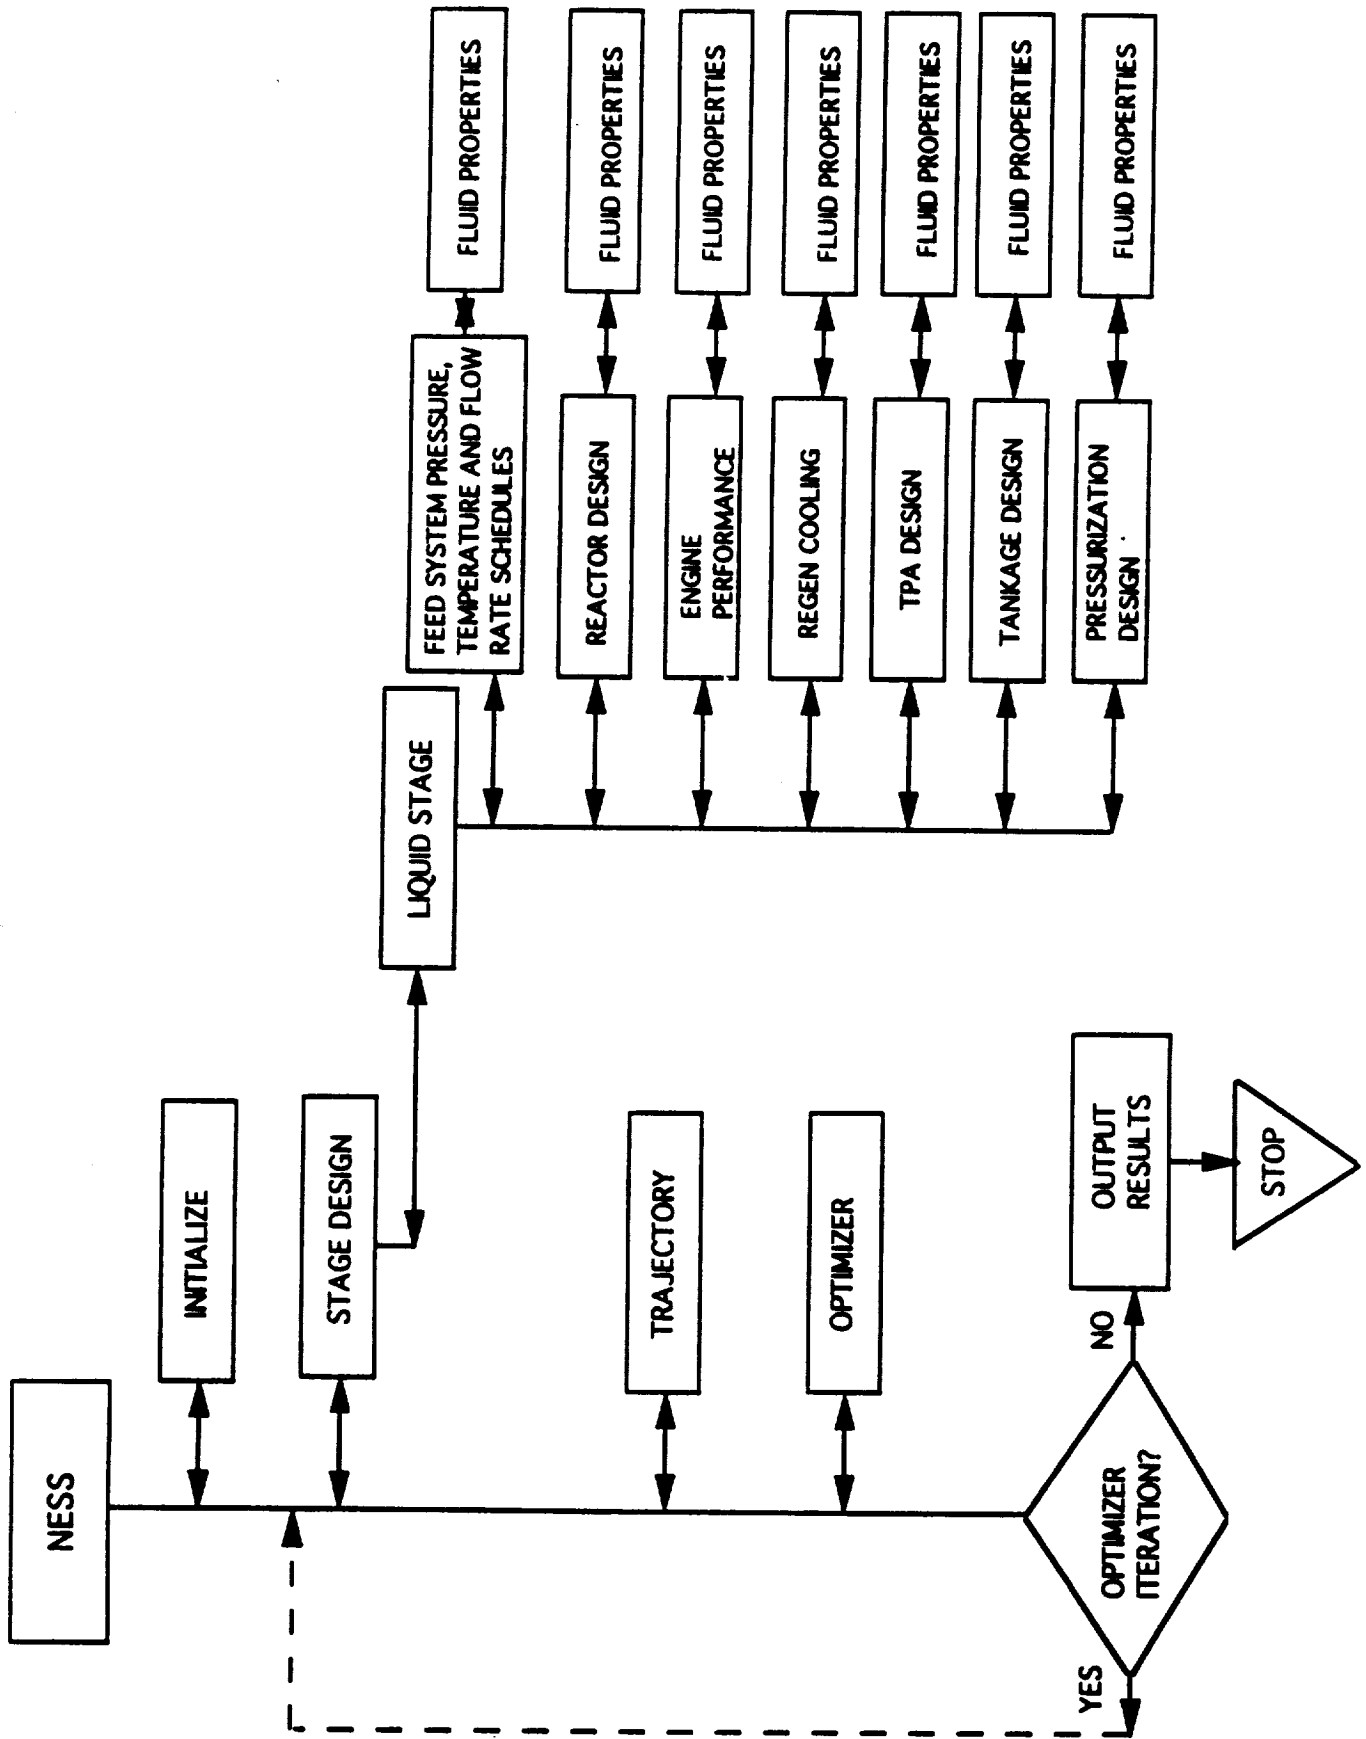 NESS
INITIALIZE
STAGE DESIGN
LIQUID STAGE
FEED SYSTEM PRESSURE,
TEMPERATURE AND FLOW
RATE SCHEDULES
FLUID PROPERTIES
REACTOR DESIGN
FLUID PROPERTIES
ENGINE
PERFORMANCE
FLUID PROPERTIES
REGEN COOLING
FLUID PROPERTIES
TPA DESIGN
FLUID PROPERTIES
TANKAGE DESIGN
FLUID PROPERTIES
PRESSURIZATION
DESIGN
FLUID PROPERTIES
TRAJECTORY
OPTIMIZER
YES
OPTIMIZER
ITERATION?
NO
OUTPUT
RESULTS
STOP